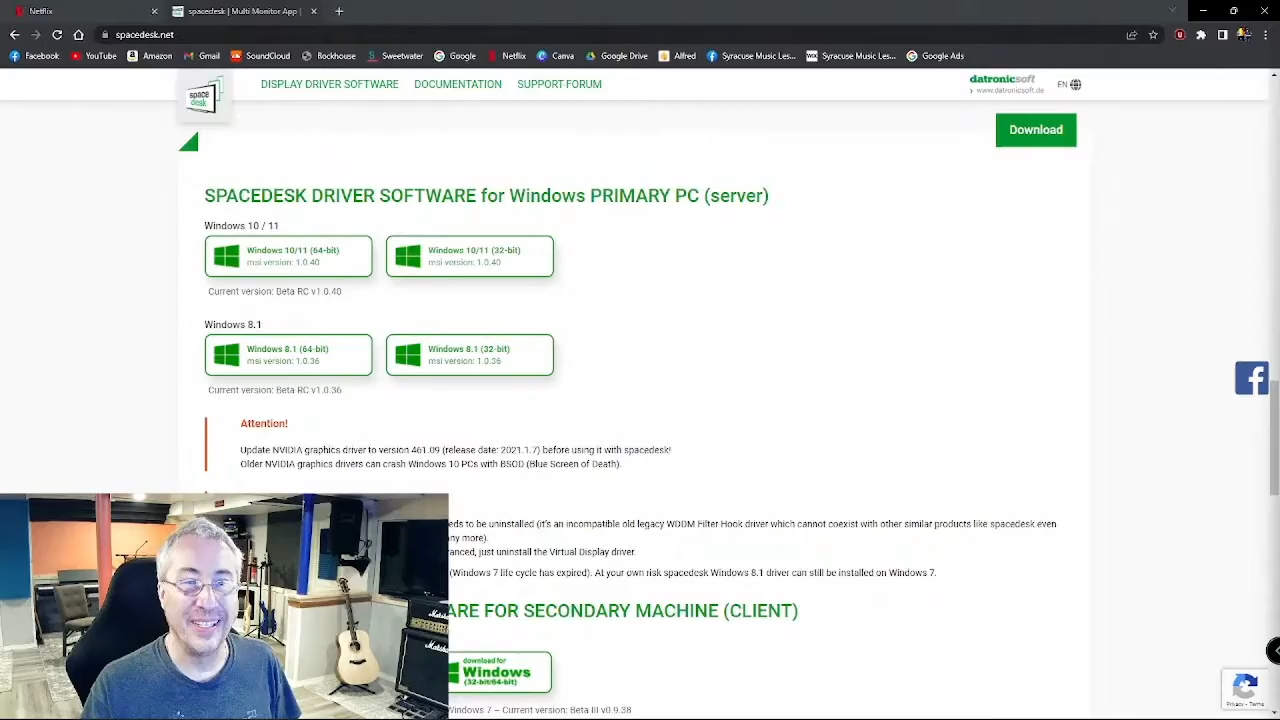 Netflix
spacedesk | Multi Monitor App |
spacedesk.net
Facebook YouTube Amazon Gmail SoundCloud Bockhouse Sweetwater Google Netflix Canva Google Drive Alfred Syracuse Music Les... Syracuse Music Les... Google Ads
space
desk
DISPLAY DRIVER SOFTWARE DOCUMENTATION SUPPORT FORUM
datronicsoft
› www.datronicsoft.de
EN
Download
SPACEDESK DRIVER SOFTWARE for Windows PRIMARY PC (server)
Windows 10 / 11
Windows 10/11 (64-bit)
msi version: 1.0.40
Windows 10/11 (32-bit)
msi version: 1.0.40
Current version: Beta RC v1.0.40
Windows 8.1
Windows 8.1 (64-bit)
msi version: 1.0.36
Windows 8.1 (32-bit)
msi version: 1.0.36
Current version: Beta RC v1.0.36
Attention!
Update NVIDIA graphics driver to version 461.09 (release date: 2021.1.7) before using it with spacedesk!
Older NVIDIA graphics drivers can crash Windows 10 PCs with BSOD (Blue Screen of Death).
eds to be uninstalled (it's an incompatible old legacy WDDM Filter Hook driver which cannot coexist with other similar products like spacedesk even
any more).
anced, just uninstall the Virtual Display driver.
(Windows 7 life cycle has expired). At your own risk spacedesk Windows 8.1 driver can still be installed on Windows 7.
ARE FOR SECONDARY MACHINE (CLIENT)
download for
Windows
(32-bit/64-bit)
Windows 7 – Current version: Beta III v0.9.38
Marshall
Marshall
Privacy - Terms